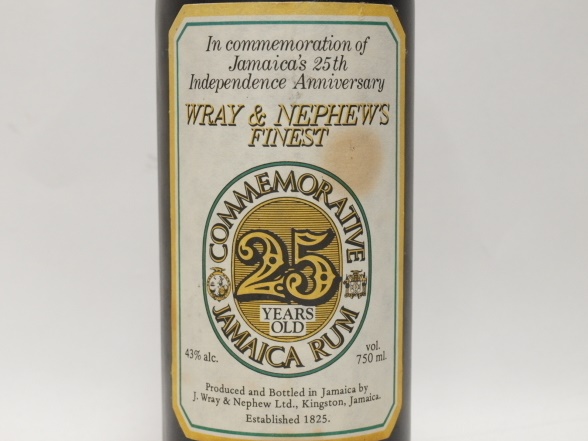 In commemoration of
Jamaica's 25th
Independence Anniversary
WRAY & NEPHEW'S
FINEST
COMMEMORATIVE
25
YEARS
OLD
JAMAICA RUM
43% alc.
vol.
750 ml.
Produced and Bottled in Jamaica by
J. Wray & Nephew Ltd., Kingston, Jamaica.
Established 1825.